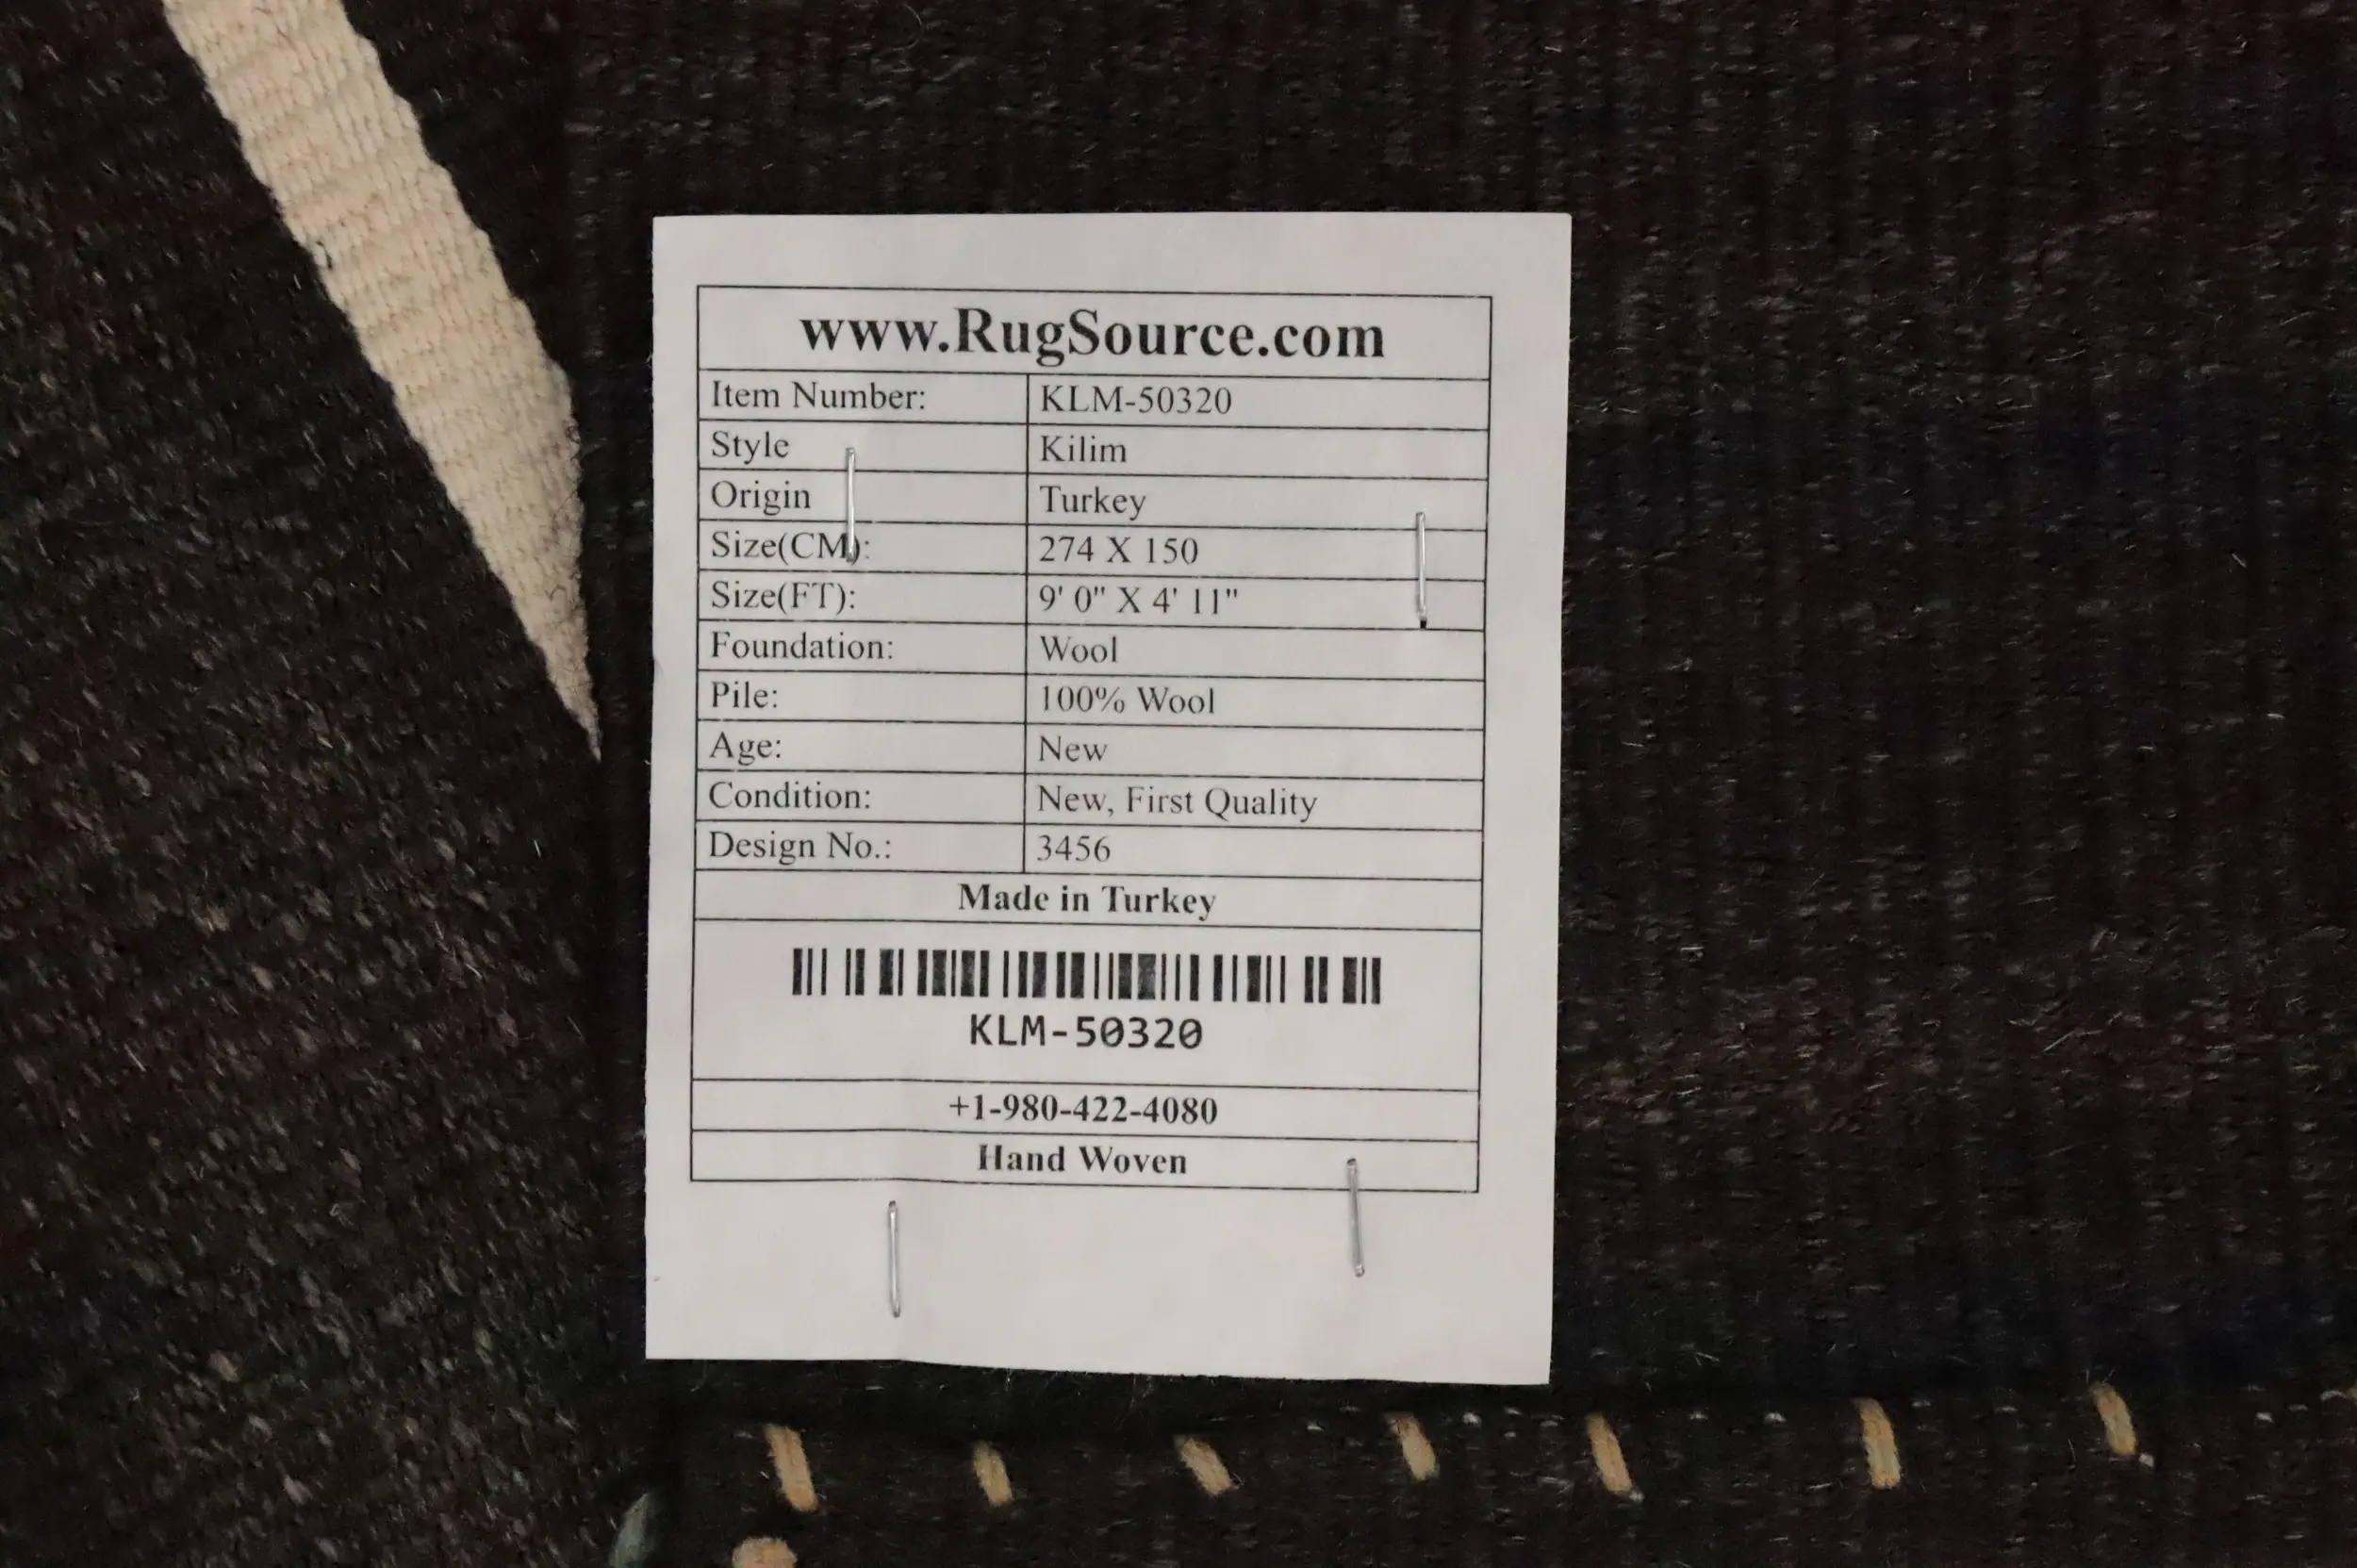 www.RugSource.com
Item Number: KLM-50320
Style Kilim
Origin Turkey
Size(CM): 274 X 150
Size(FT): 9' 0" X 4' 11"
Foundation: Wool
Pile: 100% Wool
Age: New
Condition: New, First Quality
Design No.: 3456
Made in Turkey
KLM-50320
+1-980-422-4080
Hand Woven